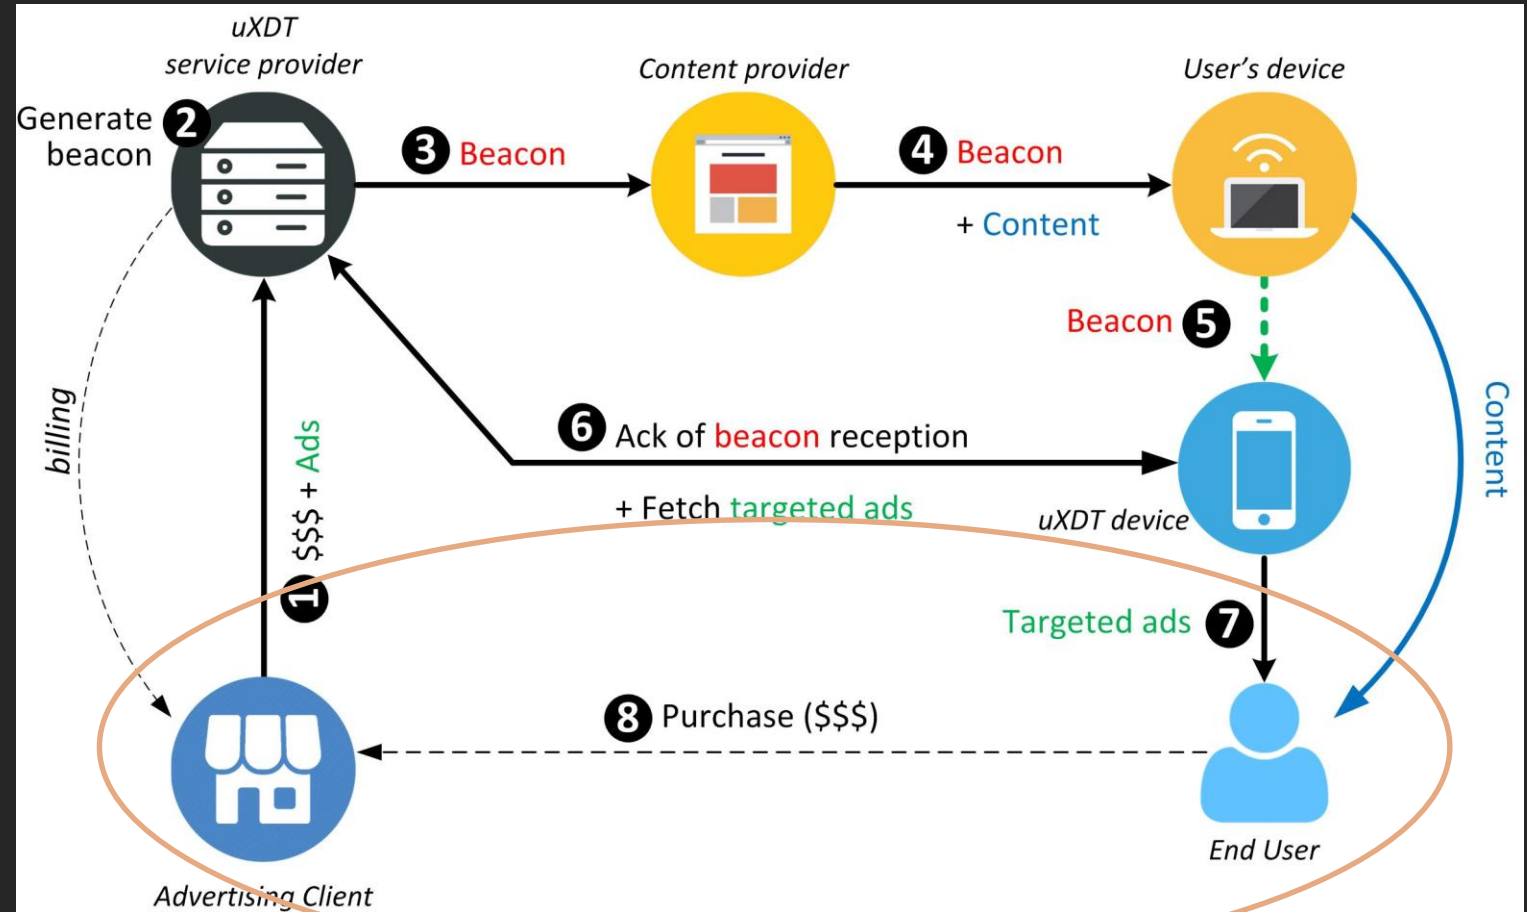 uXDT
service provider
Content provider
User's device
Generate
beacon
2
3 Beacon
4 Beacon
+ Content
Beacon 5
Content
billing
1 $$$ + Ads
6 Ack of beacon reception
+ Fetch targeted ads
uXDT device
Targeted ads 7
8 Purchase ($$$)
End User
Advertising Client